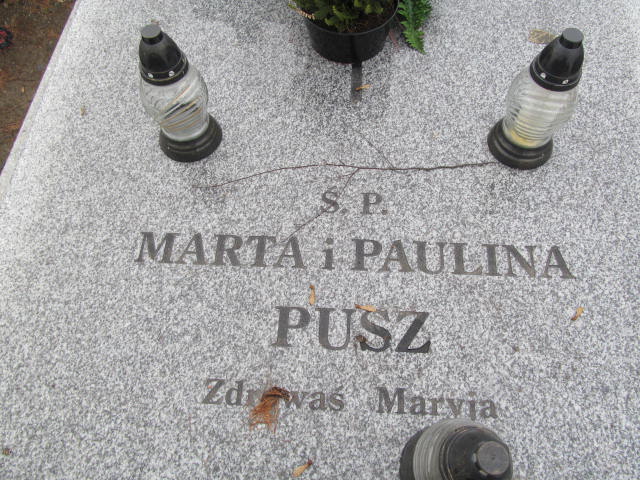 S. P.
MARTA i PAULINA
PUSZ
Zdrowaś Maryja